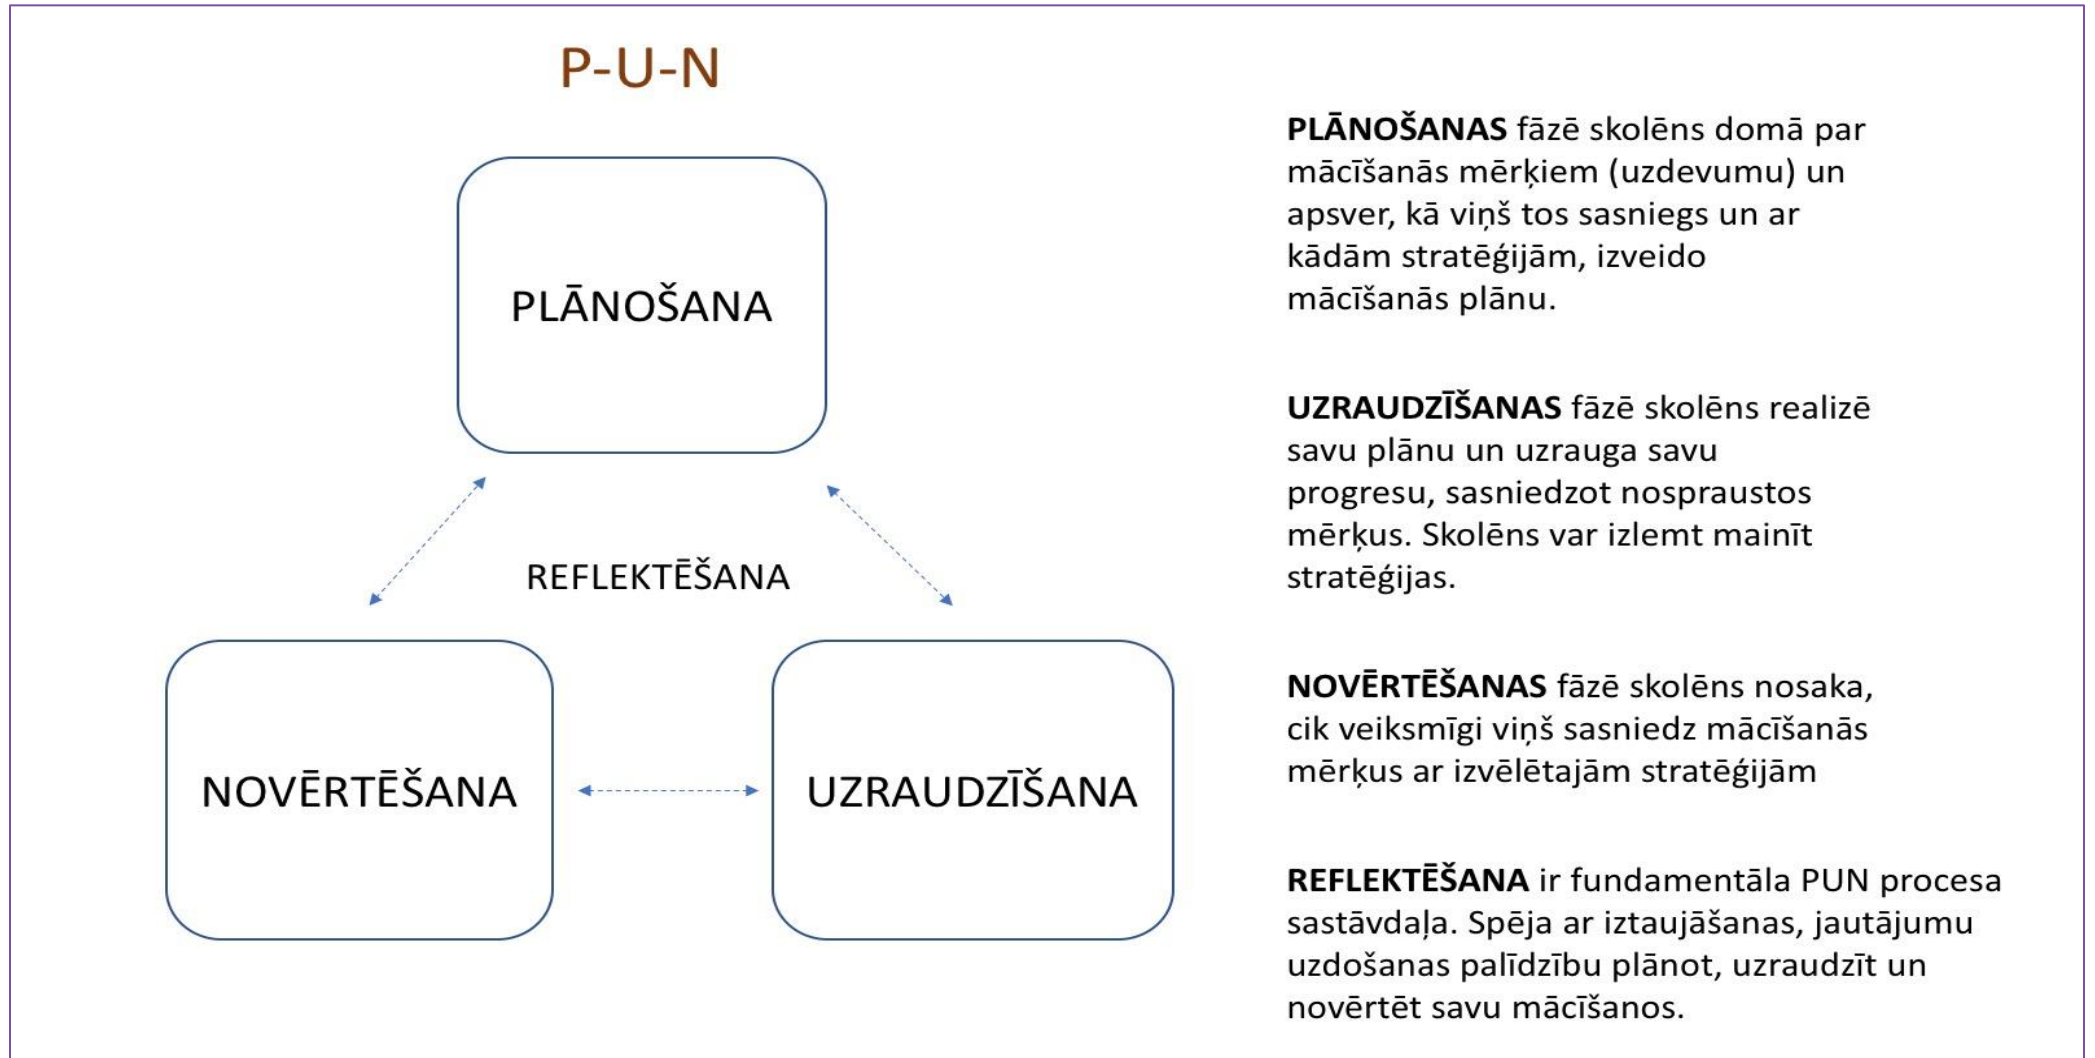 P-U-N
PLĀNOŠANA
REFLEKTĒŠANA
NOVĒRTĒŠANA
UZRAUDZĪŠANA
PLĀNOŠANAS fāzē skolēns domā par
mācīšanās mērķiem (uzdevumu) un
apsver, kā viņš tos sasniegs un ar
kādām stratēģijām, izveido
mācīšanās plānu.
UZRAUDZĪŠANAS fāzē skolēns realizē
savu plānu un uzrauga savu
progresu, sasniedzot nospraustos
mērķus. Skolēns var izlemt mainīt
stratēģijas.
NOVĒRTĒŠANAS fāzē skolēns nosaka,
cik veiksmīgi viņš sasniedz mācīšanās
mērķus ar izvēlētajām stratēģijām
REFLEKTĒŠANA ir fundamentāla PUN procesa
sastāvdaļa. Spēja ar iztaujāšanas, jautājumu
uzdošanas palīdzību plānot, uzraudzīt un
novērtēt savu mācīšanos.